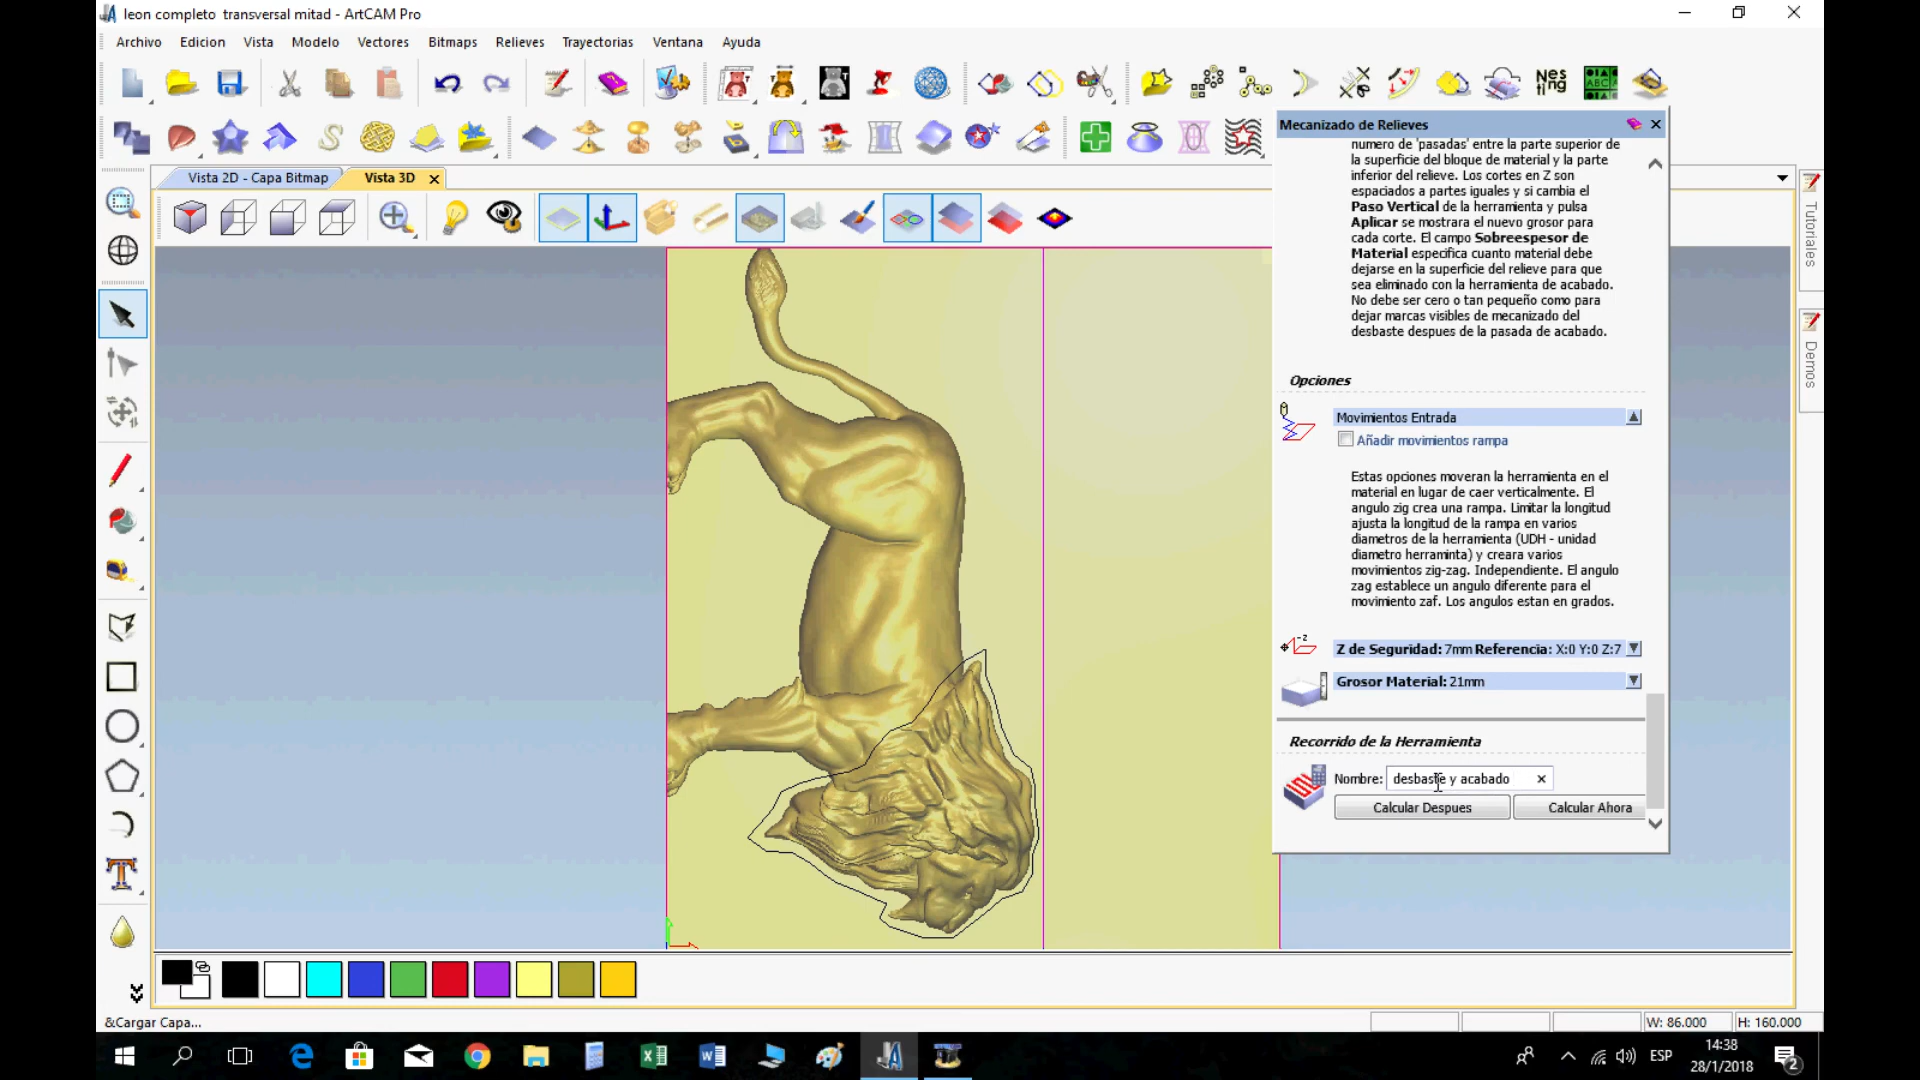 leon completo transversal mitad - ArtCAM Pro
Archivo Edicion Vista Modelo Vectores Bitmaps Relieves Trayectorias Ventana Ayuda
Nes
ti
ABC
Mecanizado de Relieves
Vista 2D - Capa Bitmap
Vista 3D
numero de 'pasadas' entre la parte superior de
la superficie del bloque de material y la parte
inferior del relieve. Los cortes en Z son
espaciados a partes iguales y si cambia el
Paso Vertical de la herramienta y pulsa
Aplicar se mostrara el nuevo grosor para
cada corte. El campo Sobreespesor de
Material especifica cuanto material debe
dejarse en la superficie del relieve para que
sea eliminado con la herramienta de acabado.
No debe ser cero o tan pequeño como para
dejar marcas visibles de mecanizado del
desbaste despues de la pasada de acabado.
Opciones
Movimientos Entrada
Añadir movimientos rampa
Estas opciones moveran la herramienta en el
material en lugar de caer verticalmente. El
angulo zig crea una rampa. Limitar la longitud
ajusta la longitud de la rampa en varios
diametros de la herramienta (UDH - unidad
diametro herraminta) y creara varios
movimientos zig-zag. Independiente. El angulo
zag establece un angulo diferente para el
movimiento zaf. Los angulos estan en grados.
Z de Seguridad: 7mm Referencia: X:0 Y:0 Z:7
Grosor Material: 21mm
Recorrido de la Herramienta
Nombre: desbaste y acabado
Calcular Despues Calcular Ahora
Tutoriales
Demos
&Cargar Capa...
W: 86.000 H: 160.000
ESP
14:38
28/1/2018
2